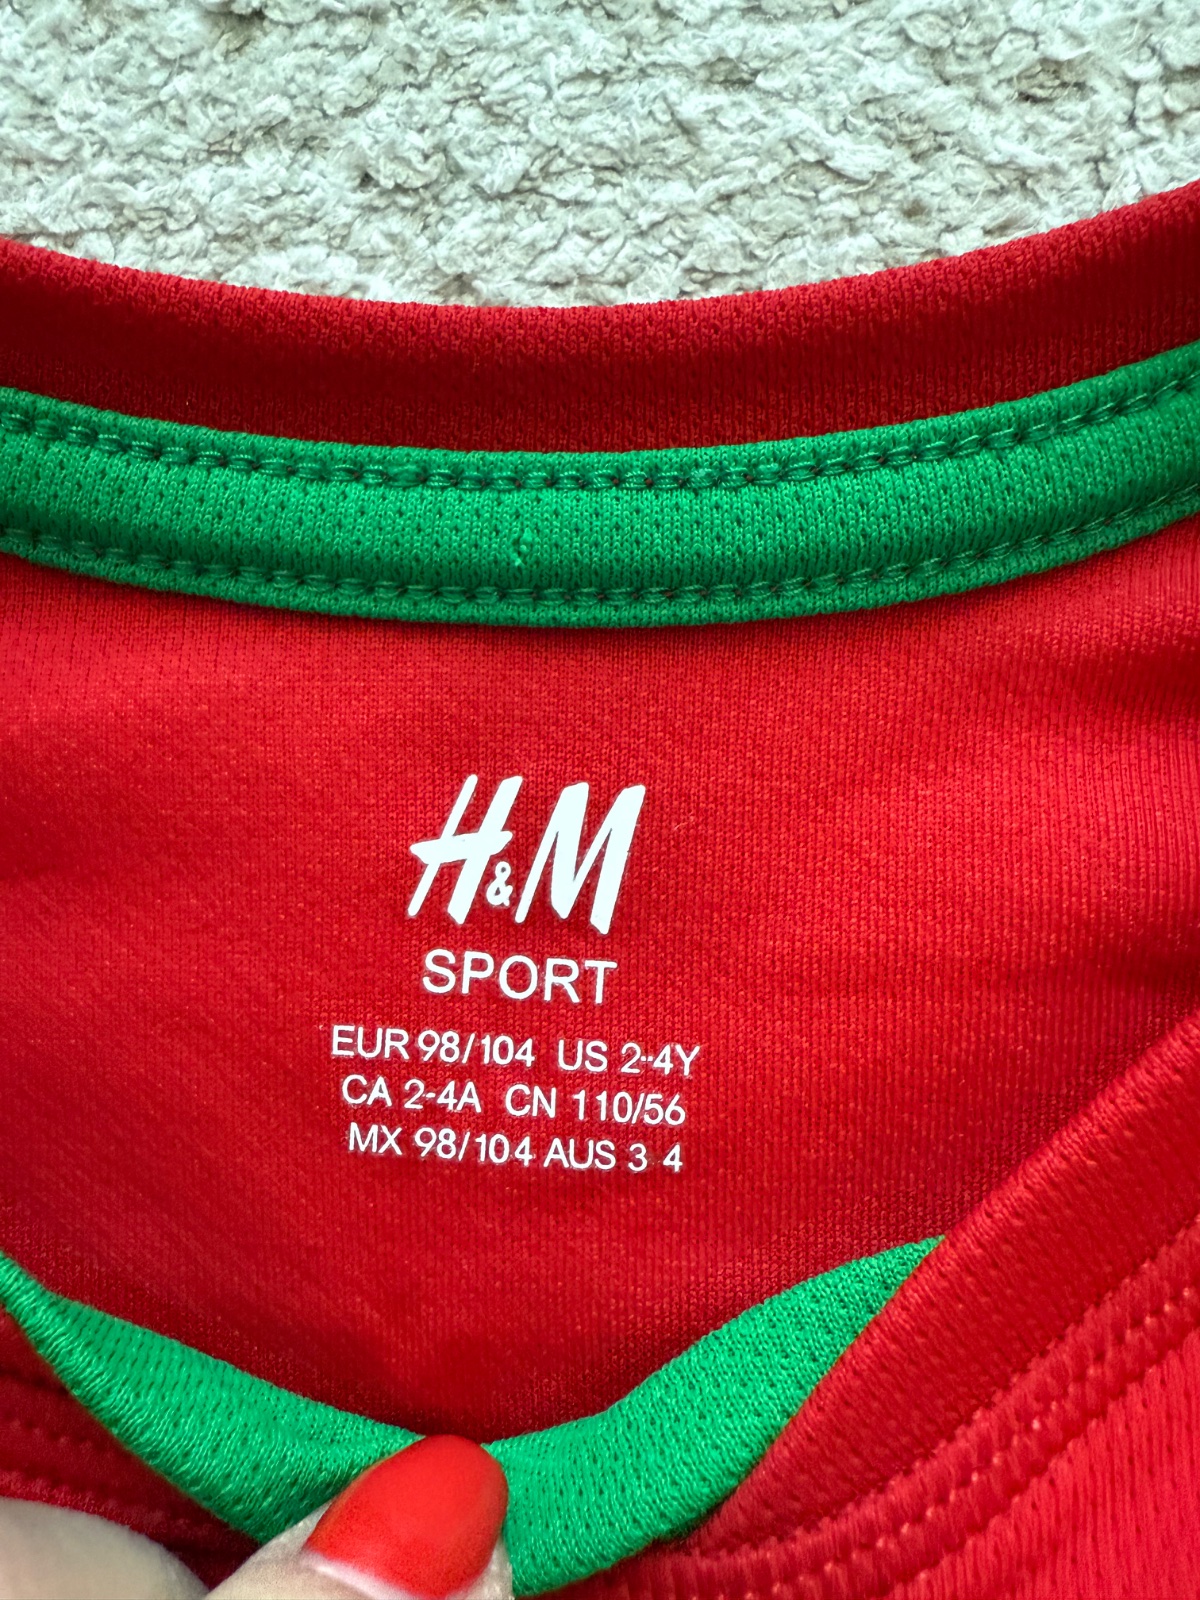 H&M
SPORT
EUR 98/104 US 2-4Y
CA 2-4A CN 110/56
MX 98/104 AUS 3 4